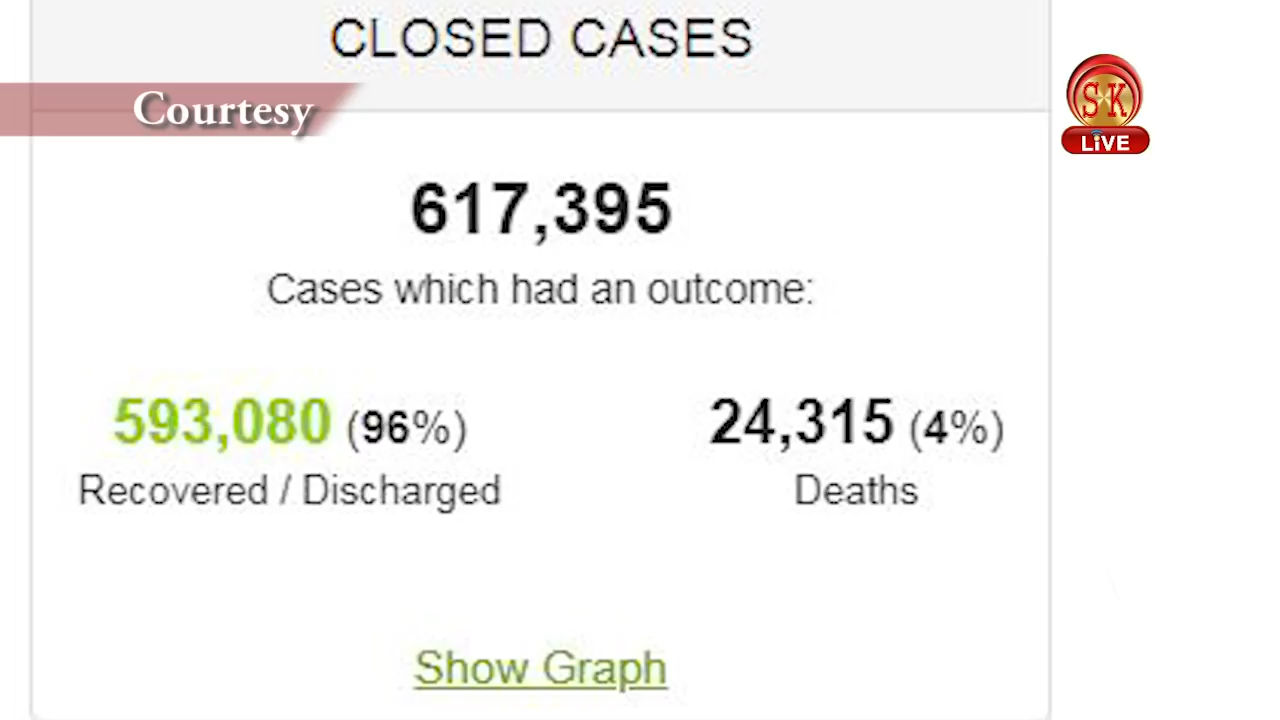 CLOSED CASES
Courtesy
SK
LiVE
617,395
Cases which had an outcome:
593,080 (96%)
24,315 (4%)
Recovered / Discharged
Deaths
Show Graph